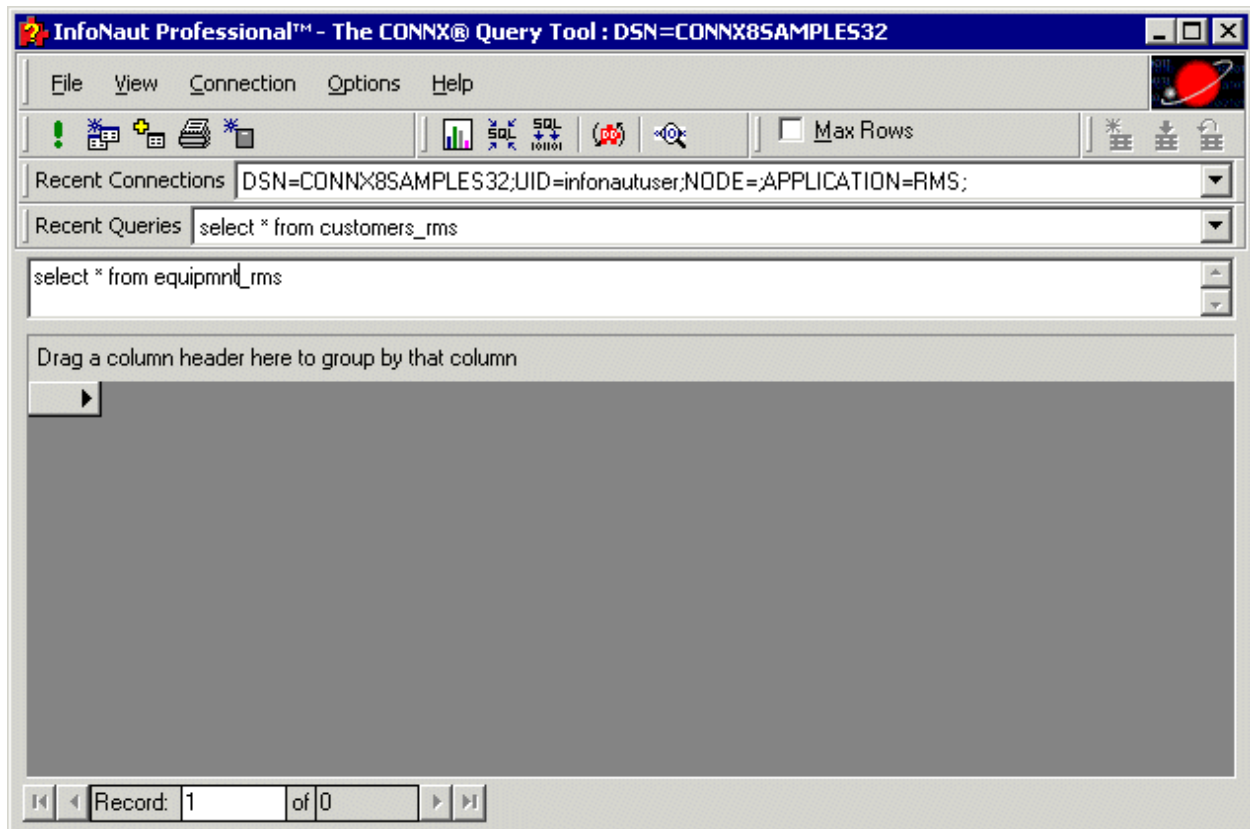 InfoNaut Professional™ - The CONNX® Query Tool : DSN=CONNX8SAMPLES32
File View Connection Options Help
SQL SQL Max Rows
Recent Connections DSN=CONNX8SAMPLES32;UID=infonautuser;NODE=;APPLICATION=RMS;
Recent Queries select * from customers_rms
select * from equipmnt_rms
Drag a column header here to group by that column
Record: 1 of 0